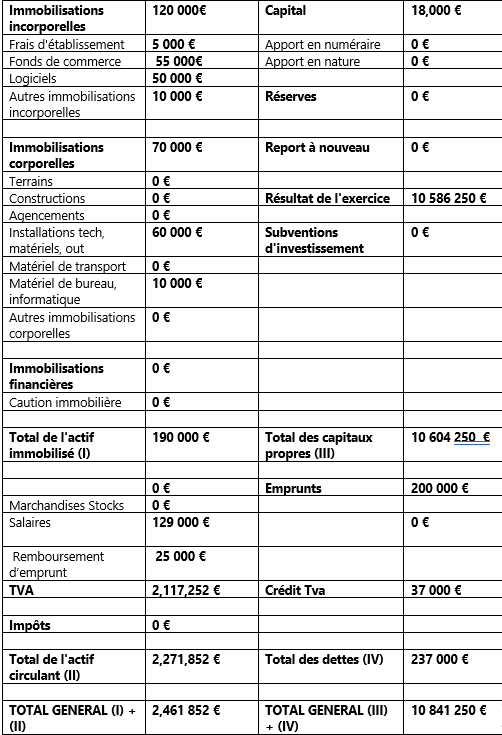 Immobilisations incorporelles 120 000€ Capital 18,000 €
Frais d'établissement 5 000 € Apport en numéraire 0 €
Fonds de commerce 55 000€ Apport en nature 0 €
Logiciels 50 000 €
Autres immobilisations incorporelles 10 000 € Réserves 0 €
Immobilisations corporelles 70 000 € Report à nouveau 0 €
Terrains 0 €
Constructions 0 € Résultat de l'exercice 10 586 250 €
Agencements 0 €
Installations tech, matériels, out 60 000 € Subventions d'investissement 0 €
Matériel de transport 0 €
Matériel de bureau, informatique 10 000 €
Autres immobilisations corporelles 0 €
Immobilisations financières 0 €
Caution immobilière 0 €
Total de l'actif immobilisé (I) 190 000 € Total des capitaux propres (III) 10 604 250 €
0 € Emprunts 200 000 €
Marchandises Stocks 0 €
Salaires 129 000 € 0 €
Remboursement d'emprunt 25 000 €
TVA 2,117,252 € Crédit Tva 37 000 €
Impôts 0 €
Total de l'actif circulant (II) 2,271,852 € Total des dettes (IV) 237 000 €
TOTAL GENERAL (I) + (II) 2,461 852 € TOTAL GENERAL (III) + (IV) 10 841 250 €